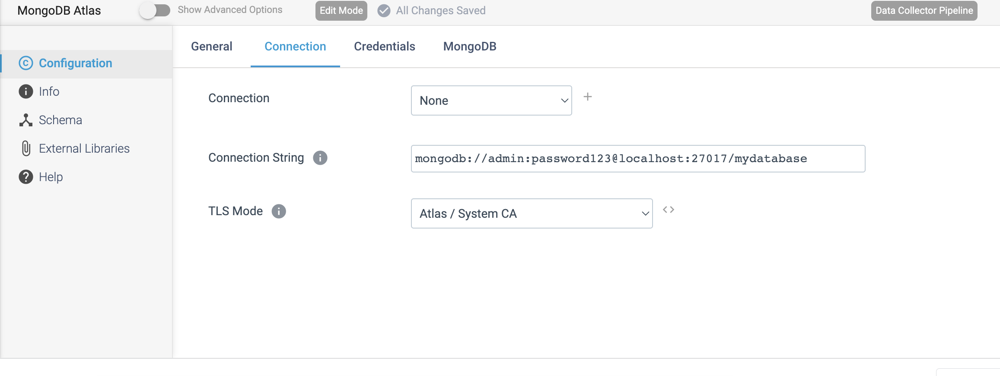 MongoDB Atlas Show Advanced Options Edit Mode All Changes Saved Data Collector Pipeline
General Connection Credentials MongoDB
Configuration
Info
Schema
External Libraries
Help
Connection None
Connection String mongodb://admin:password123@localhost:27017/mydatabase
TLS Mode Atlas / System CA